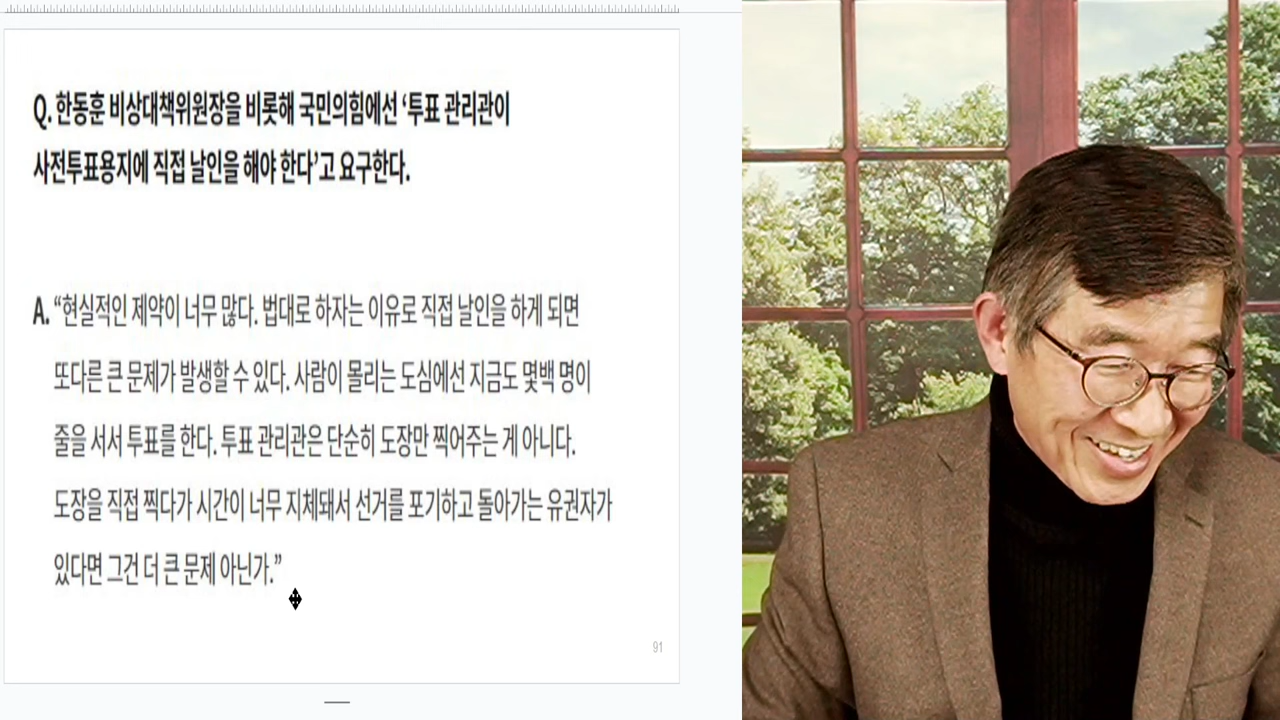 Q. 한동훈 비상대책위원장을 비롯해 국민의힘에선 ‘투표 관리관이
사전투표용지에 직접 날인을 해야 한다’고 요구한다.
A. “현실적인 제약이 너무 많다. 법대로 하자는 이유로 직접 날인을 하게 되면
또다른 큰 문제가 발생할 수 있다. 사람이 몰리는 도심에선 지금도 몇백 명이
줄을 서서 투표를 한다. 투표 관리관은 단순히 도장만 찍어주는 게 아니다.
도장을 직접 찍다가 시간이 너무 지체돼서 선거를 포기하고 돌아가는 유권자가
있다면 그건 더 큰 문제 아닌가.”
91